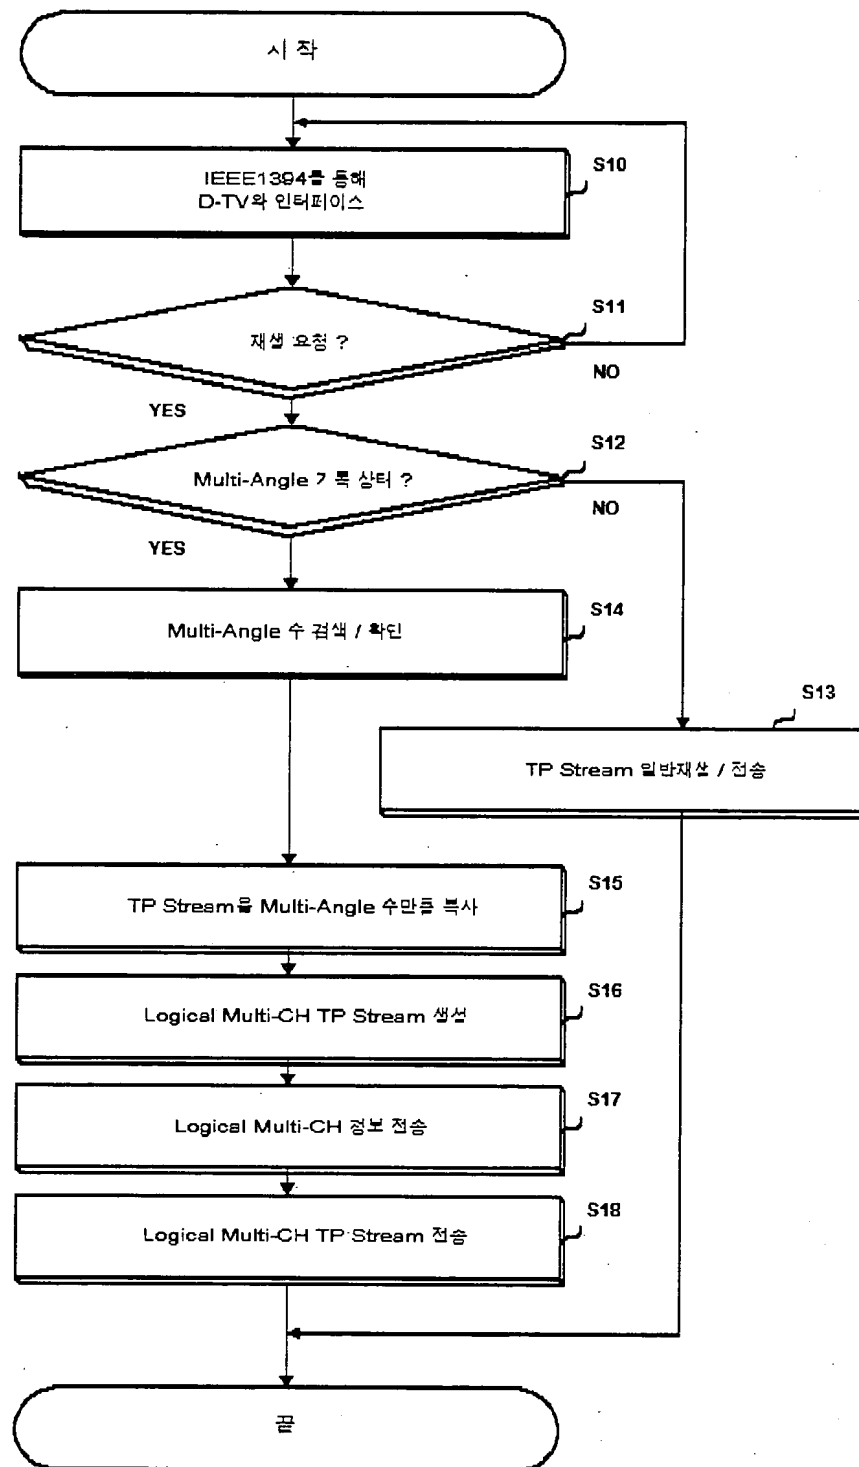 시 작
IEEE1394를 통해
D-TV와 인터페이스
S10
재생 요청 ?
S11
NO
YES
Multi-Angle 기록 상태 ?
S12
NO
YES
Multi-Angle 수 검색 / 확인
S14
S13
TP Stream 일반재생 / 전송
TP Stream을 Multi-Angle 수만큼 복사
S15
Logical Multi-CH TP Stream 생성
S16
Logical Multi-CH 정보 전송
S17
Logical Multi-CH TP Stream 전송
S18
끝